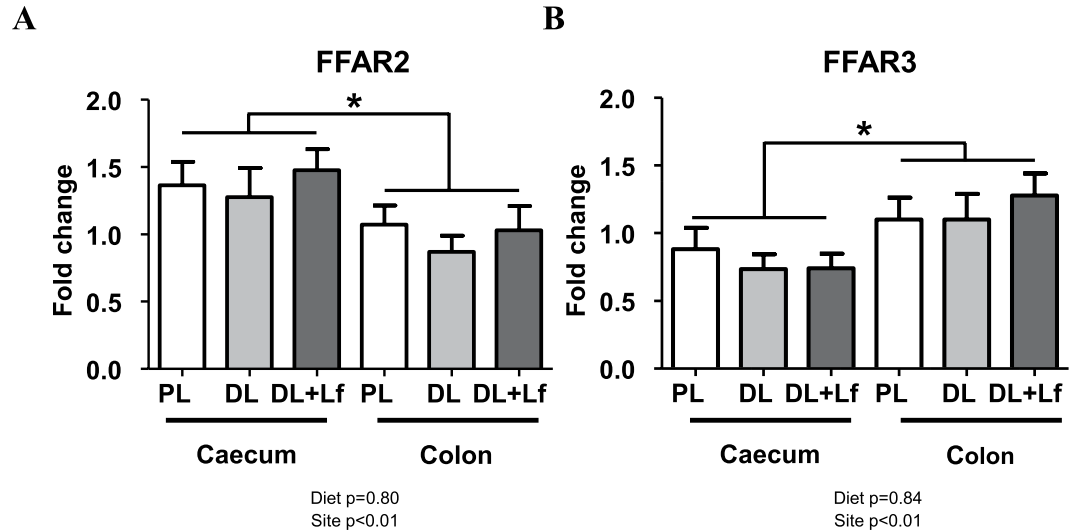 A
FFAR2
2.0
1.5
1.0
0.5
0.0
Fold change
*
PL DL DL+Lf PL DL DL+Lf
Caecum Colon
Diet p=0.80
Site p<0.01
B
FFAR3
2.0
1.5
1.0
0.5
0.0
Fold change
*
PL DL DL+Lf PL DL DL+Lf
Caecum Colon
Diet p=0.84
Site p<0.01